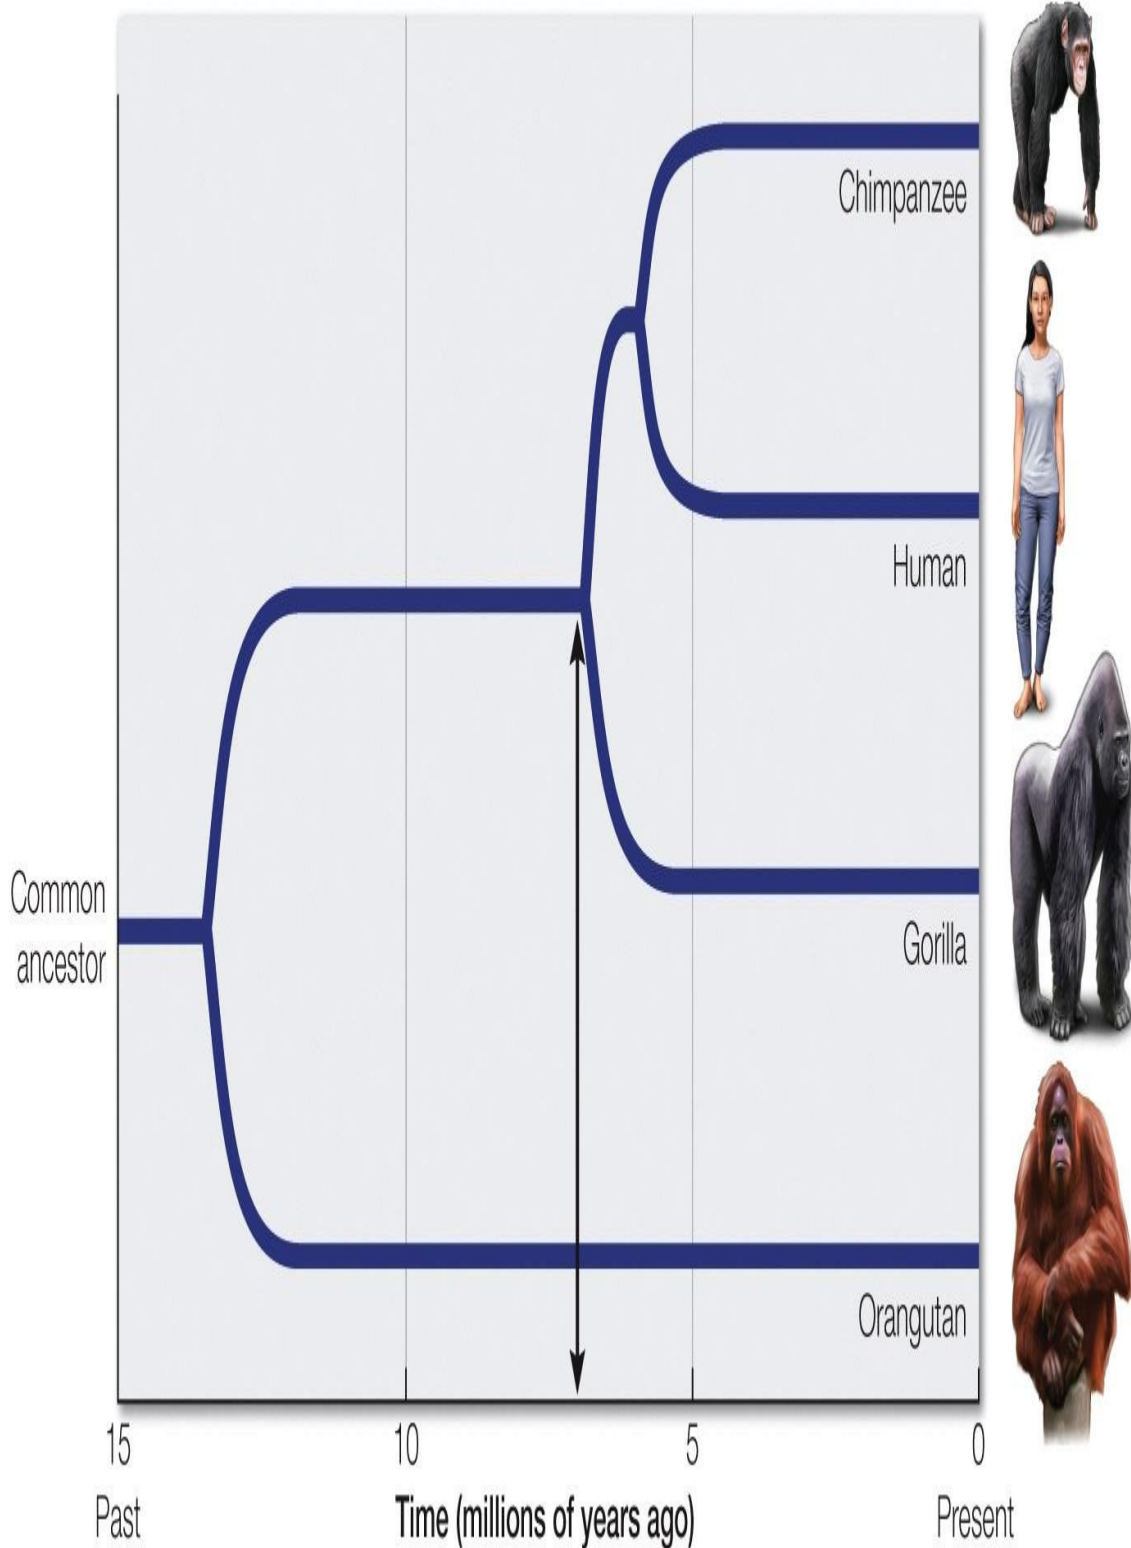 Chimpanzee
Human
Common
ancestor
Gorilla
Orangutan
15 10 5 0
Past Time (millions of years ago) Present